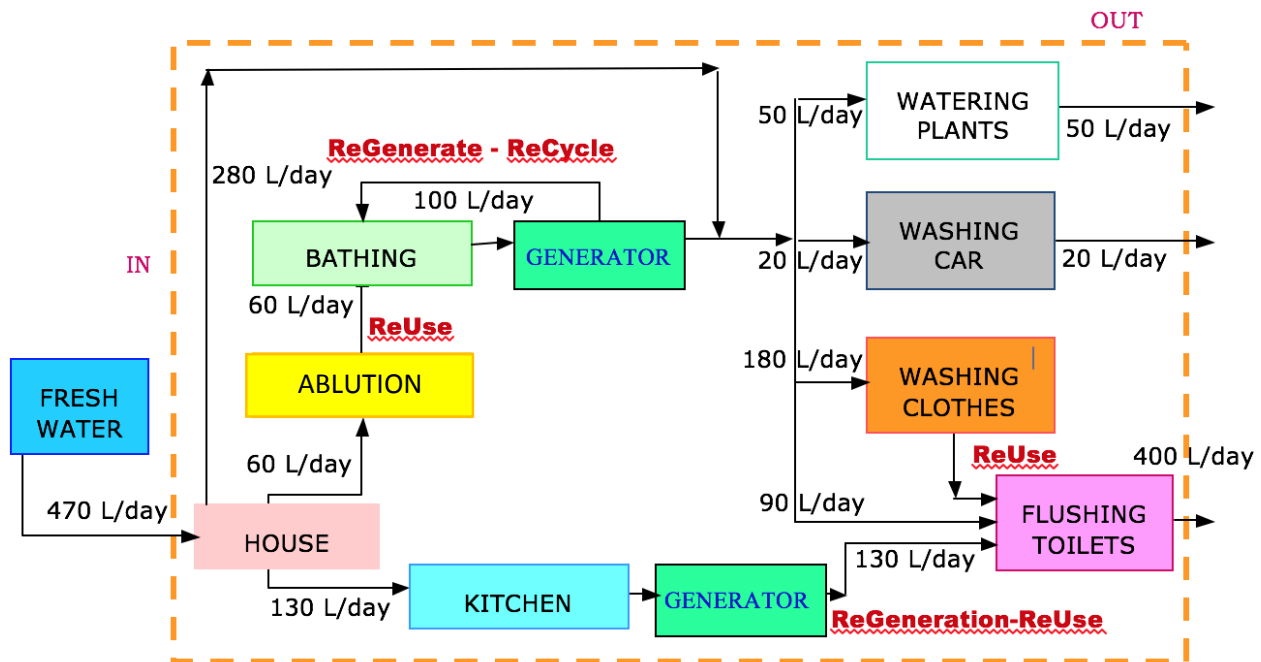 OUT
WATERING
PLANTS
50 L/day
50 L/day
ReGenerate - ReCycle
280 L/day
100 L/day
BATHING
GENERATOR
WASHING
CAR
20 L/day
20 L/day
IN
60 L/day
ReUse
ABLUTION
180 L/day
WASHING
CLOTHES
FRESH
WATER
ReUse
400 L/day
60 L/day
470 L/day
HOUSE
90 L/day
FLUSHING
TOILETS
130 L/day
130 L/day
KITCHEN
GENERATOR
ReGeneration-ReUse